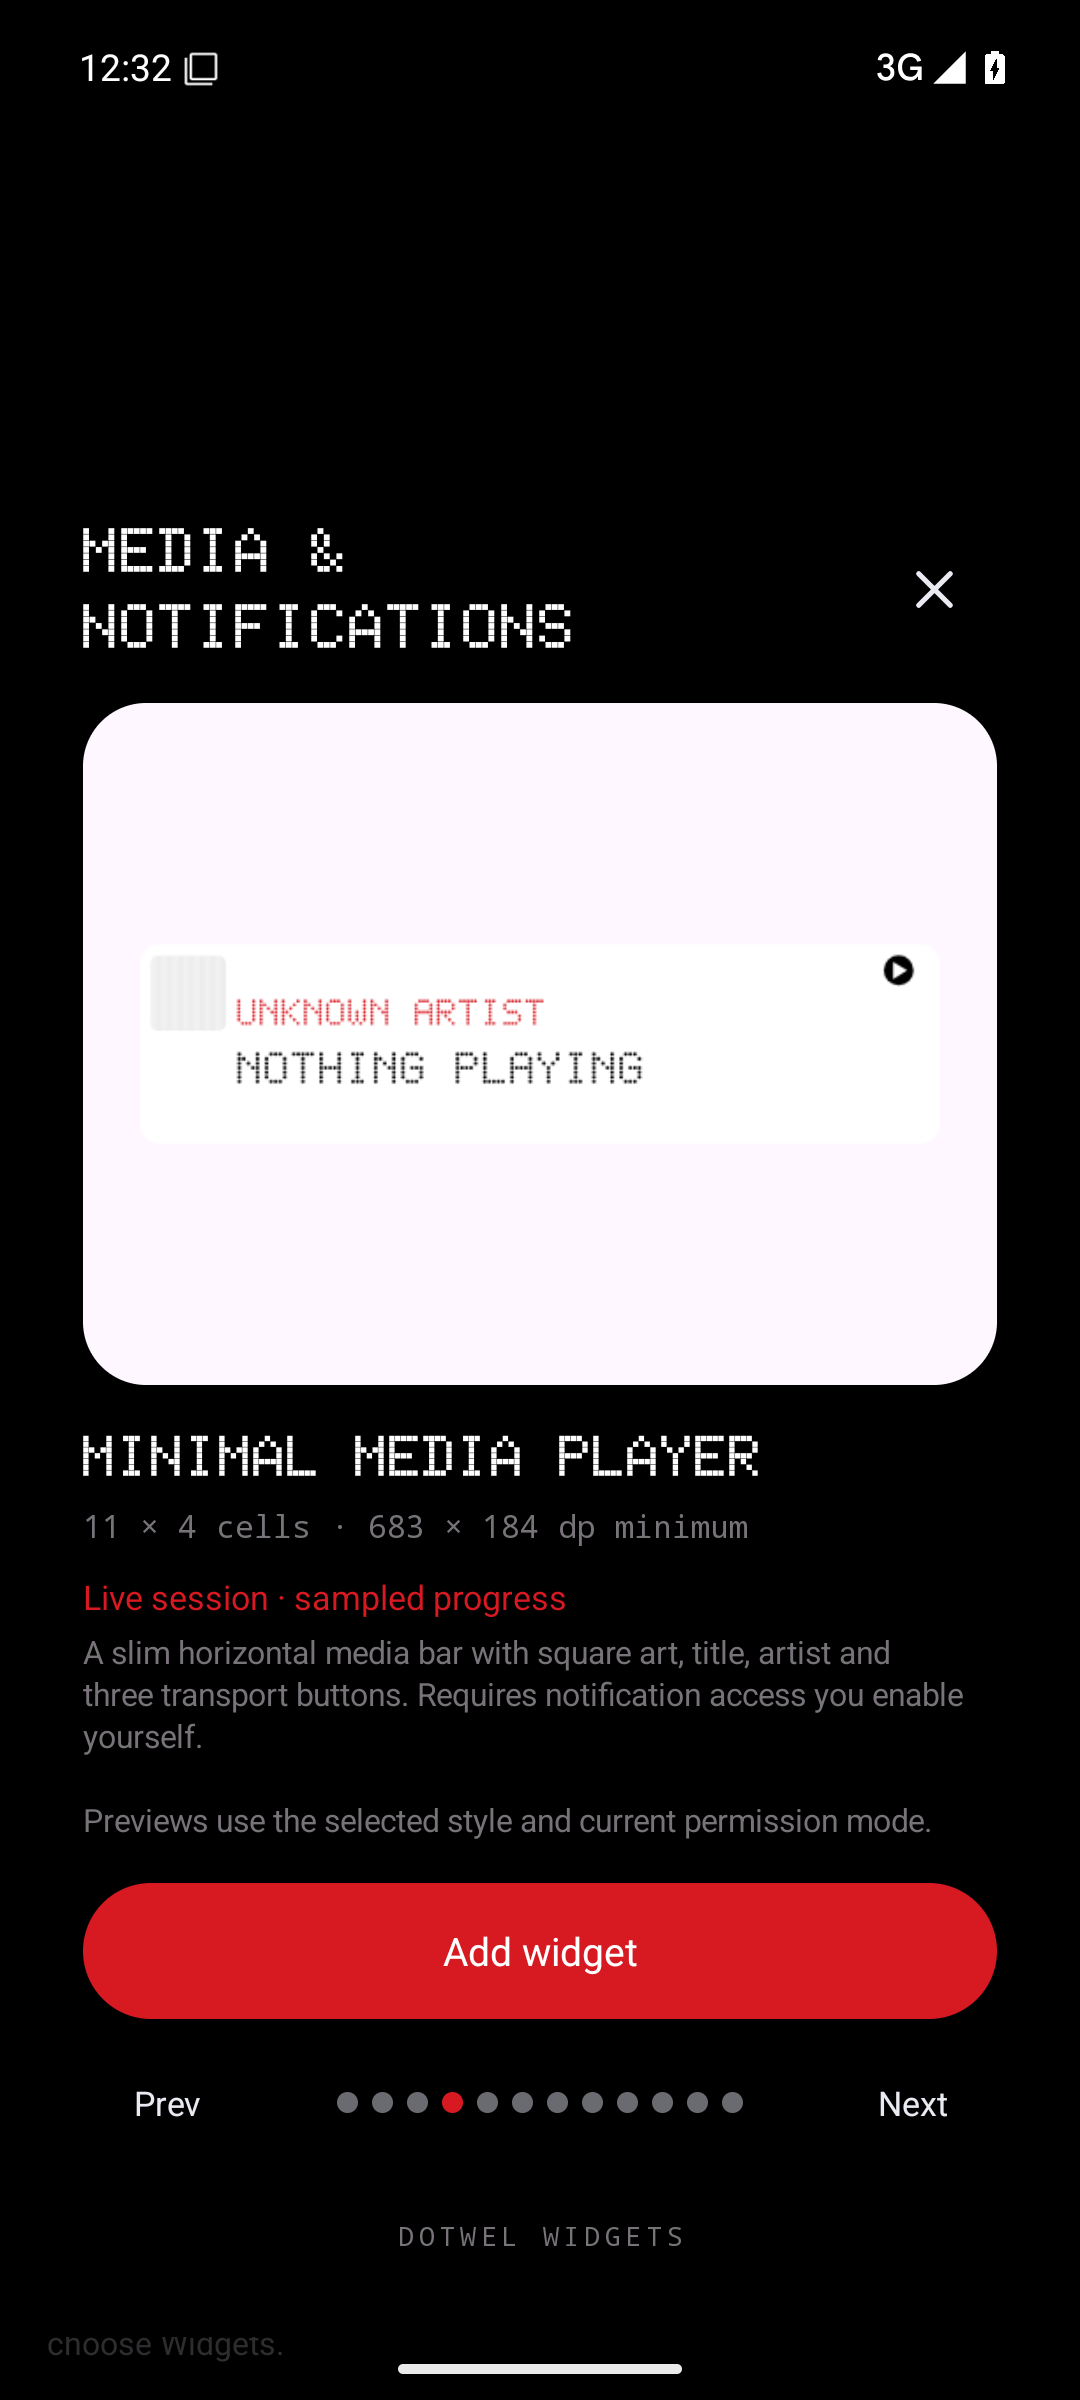 12:32
3G
MEDIA &
NOTIFICATIONS
UNKNOWN ARTIST
NOTHING PLAYING
MINIMAL MEDIA PLAYER
11 × 4 cells · 683 × 184 dp minimum
Live session · sampled progress
A slim horizontal media bar with square art, title, artist and
three transport buttons. Requires notification access you enable
yourself.
Previews use the selected style and current permission mode.
Add widget
Prev
Next
DOTWEL WIDGETS
choose Widgets.